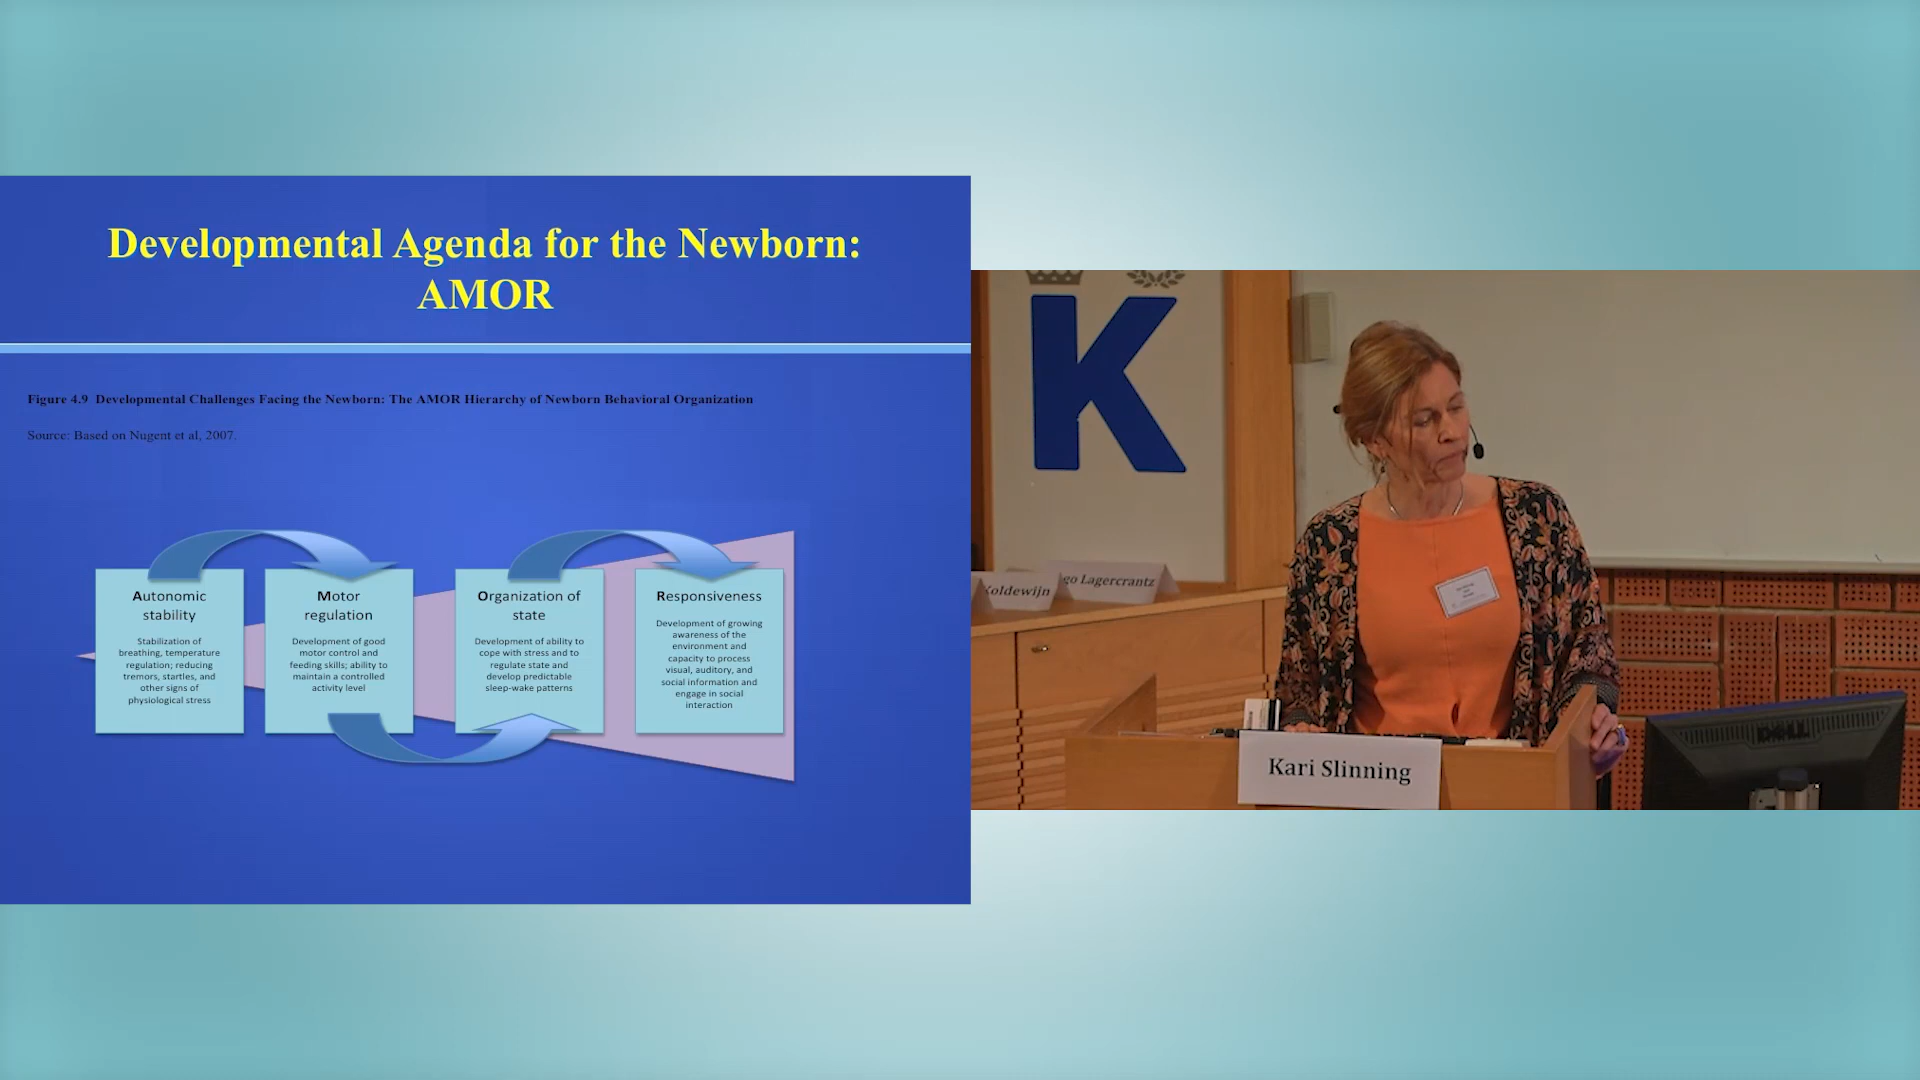 Developmental Agenda for the Newborn:
AMOR
Figure 4.9 Developmental Challenges Facing the Newborn: The AMOR Hierarchy of Newborn Behavioral Organization
Source: Based on Nugent et al, 2007.
Autonomic
stability
Stabilization of
breathing, temperature
regulation; reducing
tremors, startles, and
other signs of
physiological stress
Motor
regulation
Development of good
motor control and
feeding skills; ability to
maintain a controlled
activity level
Organization of
state
Development of ability to
cope with stress and to
regulate state and
develop predictable
sleep-wake patterns
Responsiveness
Development of growing
awareness of the
environment and
capacity to process
visual, auditory, and
social information and
engage in social
interaction
K
Koldewijn
go Lagercrantz
Kari Slinning